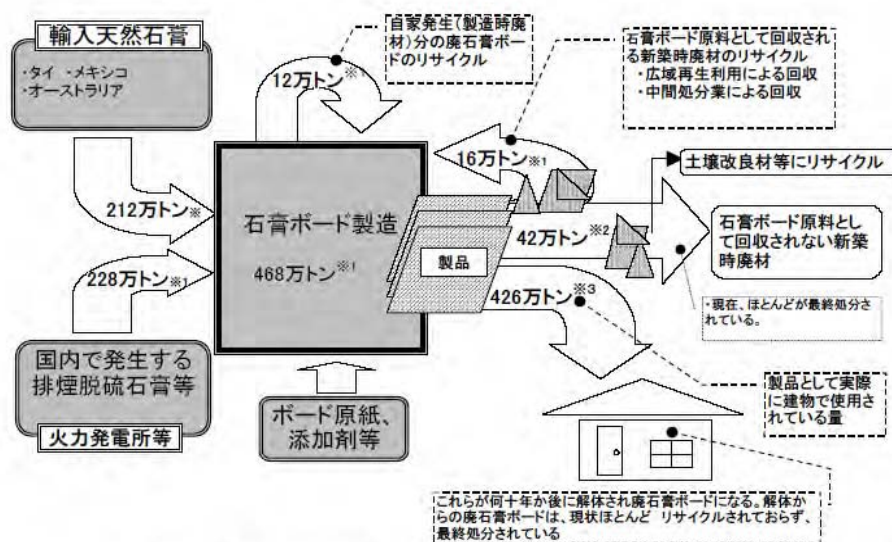 輸入天然石膏
・タイ ・メキシコ
・オーストラリア
自家発生(製造時廃
材)分の廃石膏ボー
ドのリサイクル
12万トン※
石膏ボード原料として回収され
る新築時廃材のリサイクル
・広域再生利用による回収
・中間処分業による回収
16万トン※1
土壌改良材等にリサイクル
212万トン※
石膏ボード製造
468万トン※1
製品
42万トン※2
石膏ボード原料とし
て回収されない新築
時廃材
228万トン※1
426万トン※3
・現在、ほとんどが最終処分さ
れている。
国内で発生する
排煙脱硫石膏等
火力発電所等
ボード原紙、
添加剤等
製品として実際
に建物で使用さ
れている量
これらが何十年か後に解体され廃石膏ボードになる。解体か
らの廃石膏ボードは、現状ほとんど リサイクルされておらず、
最終処分されている